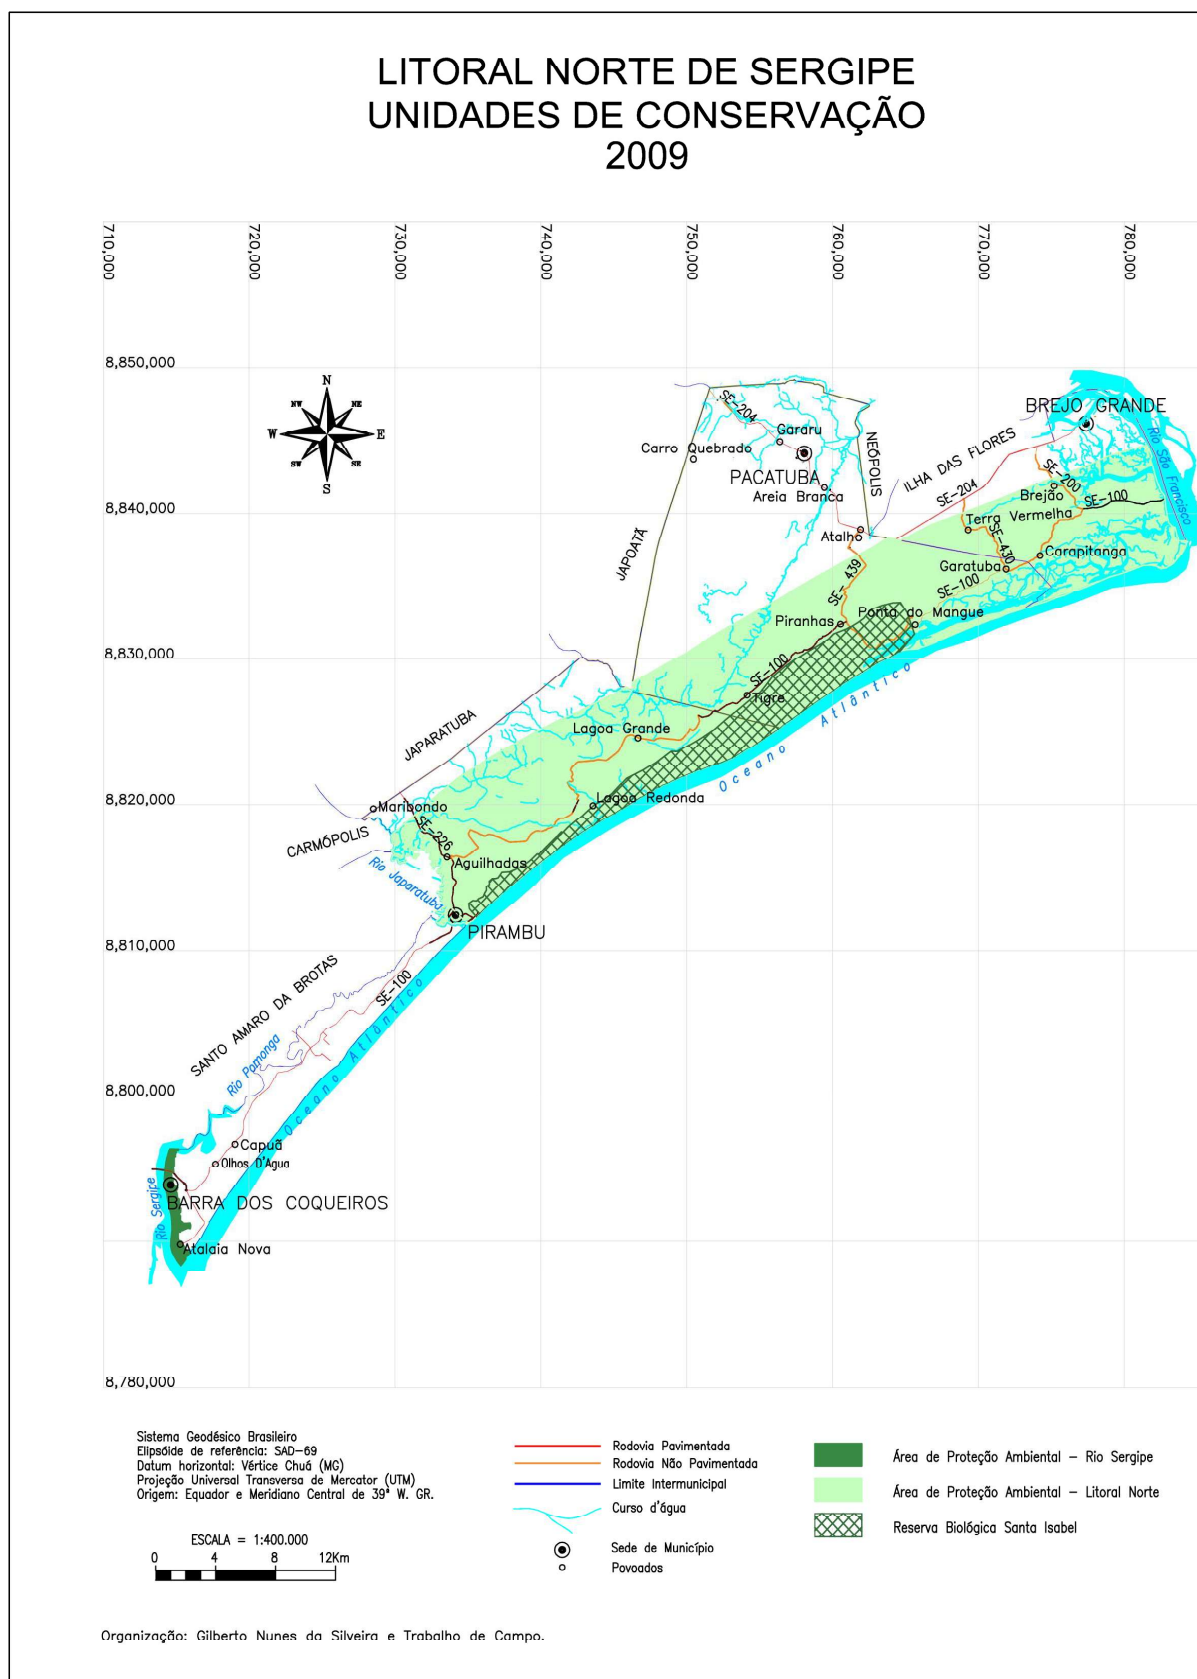 LITORAL NORTE DE SERGIPE
UNIDADES DE CONSERVAÇÃO
2009
710,000
720,000
730,000
740,000
750,000
760,000
770,000
780,000
8,850,000
N
NW
NE
W
E
SW
SE
S
SE-204
Gararu
Carro Quebrado
PACATUBA
Areia Branca
NEÓPOLIS
ILHA DAS FLORES
BREJO GRANDE
Rio São Francisco
SE-204
SE-200
Brejão
SE-100
8,840,000
Terra Vermelha
Atalho
SE-430
Carapitanga
JAPOATÃ
Garatuba
SE-439
SE-100
Ponta do Mangue
Piranhas
8,830,000
SE-100
Tigre
Oceano Atlântico
JAPARATUBA
Lagoa Grande
8,820,000
Maribondo
Lagoa Redonda
SE-226
CARMÓPOLIS
Aguilhadas
Rio Japaratuba
PIRAMBU
8,810,000
SANTO AMARO DA BROTAS
SE-100
Oceano Atlântico
Rio Pomonga
8,800,000
Capuã
Olhos D'Agua
Rio Sergipe
BARRA DOS COQUEIROS
Atalaia Nova
8,780,000
Sistema Geodésico Brasileiro
Elipsóide de referência: SAD-69
Datum horizontal: Vértice Chuá (MG)
Projeção Universal Transversa de Mercator (UTM)
Origem: Equador e Meridiano Central de 39° W. GR.
ESCALA = 1:400.000
0 4 8 12Km
Rodovia Pavimentada
Rodovia Não Pavimentada
Limite Intermunicipal
Curso d'água
Sede de Município
Povoados
Área de Proteção Ambiental - Rio Sergipe
Área de Proteção Ambiental - Litoral Norte
Reserva Biológica Santa Isabel
Organização: Gilberto Nunes da Silveira e Trabalho de Campo.